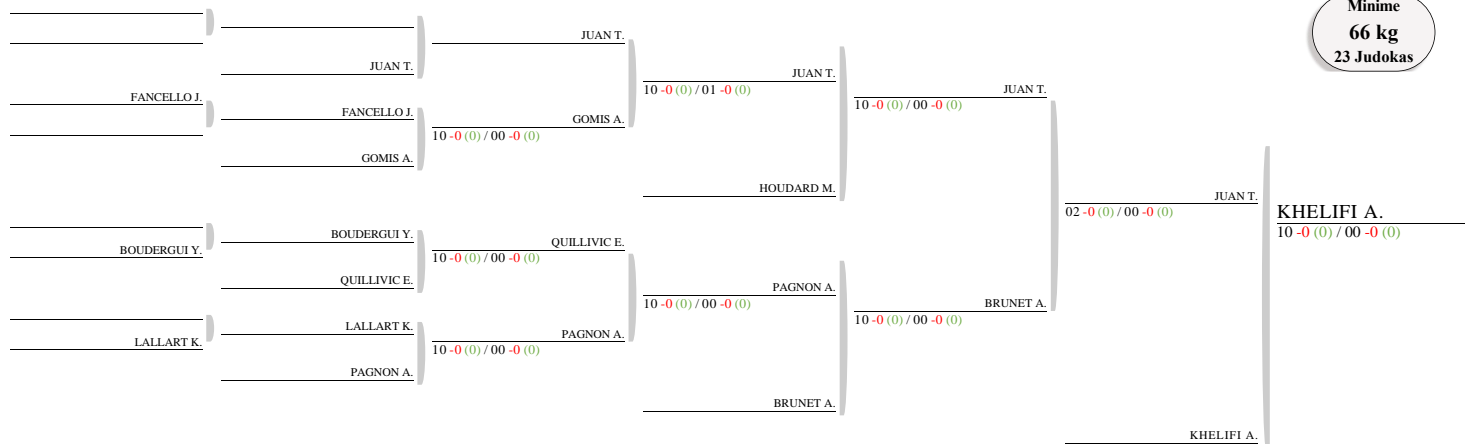 Minime
66 kg
23 Judokas
JUAN T.
JUAN T.
JUAN T.
10 -0 (0) / 01 -0 (0)
JUAN T.
10 -0 (0) / 00 -0 (0)
FANCELLO J.
FANCELLO J.
GOMIS A.
10 -0 (0) / 00 -0 (0)
GOMIS A.
HOUDARD M.
JUAN T.
02 -0 (0) / 00 -0 (0)
KHELIFI A.
10 -0 (0) / 00 -0 (0)
BOUDERGUI Y.
BOUDERGUI Y.
QUILLIVIC E.
10 -0 (0) / 00 -0 (0)
QUILLIVIC E.
PAGNON A.
10 -0 (0) / 00 -0 (0)
BRUNET A.
10 -0 (0) / 00 -0 (0)
LALLART K.
LALLART K.
PAGNON A.
10 -0 (0) / 00 -0 (0)
PAGNON A.
BRUNET A.
KHELIFI A.